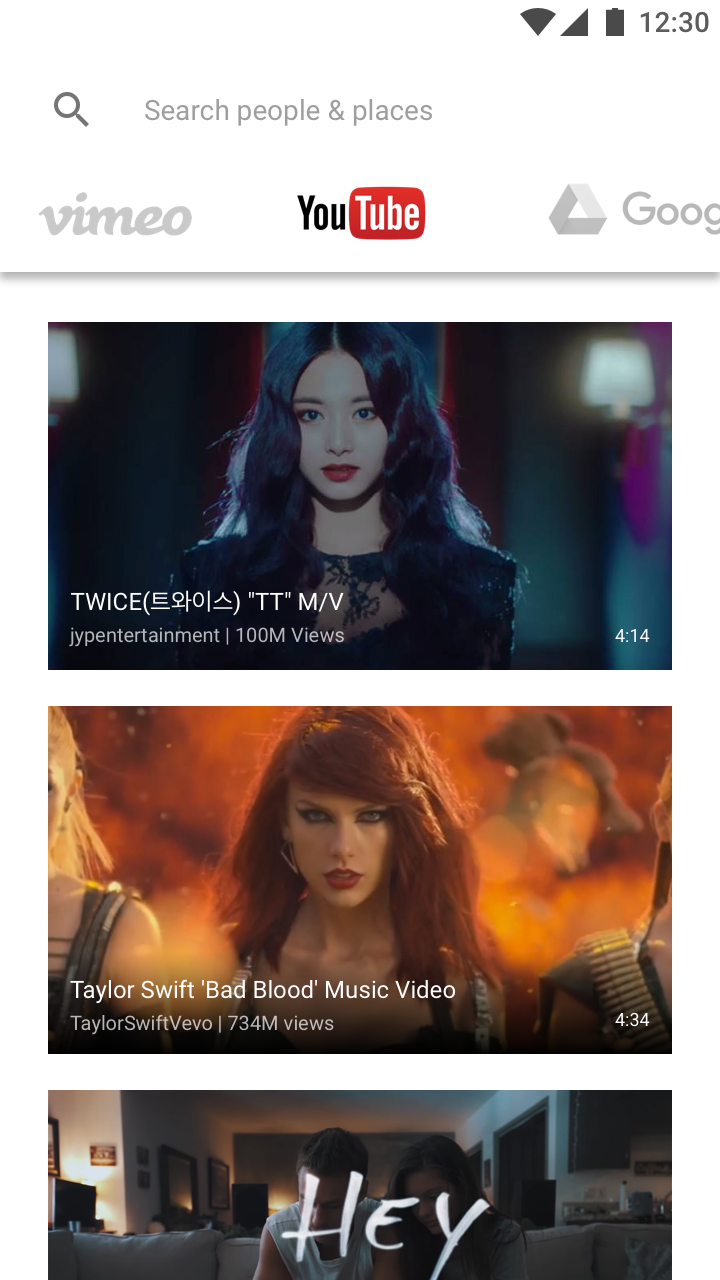 12:30
Search people & places
vimeo
YouTube
Goog
TWICE(트와이스) "TT" M/V
jypentertainment | 100M Views
4:14
Taylor Swift 'Bad Blood' Music Video
TaylorSwiftVevo | 734M views
4:34
HEY